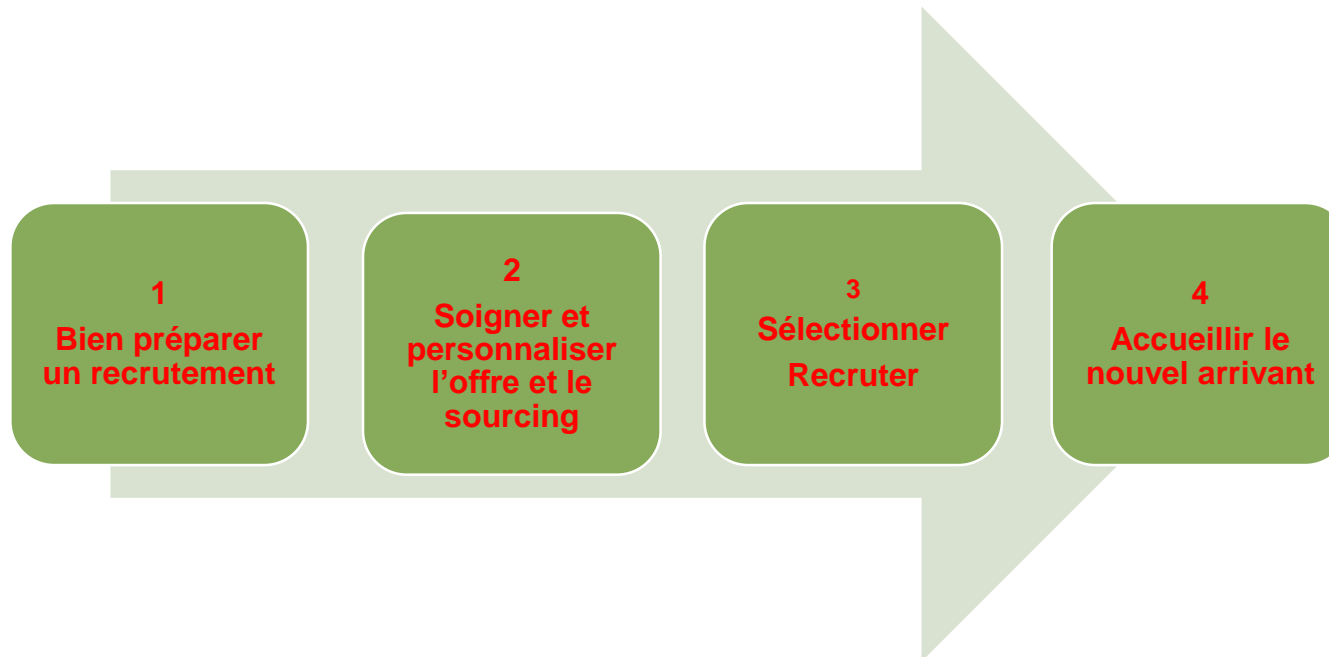 1
Bien préparer
un recrutement
2
Soigner et
personnaliser
l’offre et le
sourcing
3
Sélectionner
Recruter
4
Accueillir le
nouvel arrivant